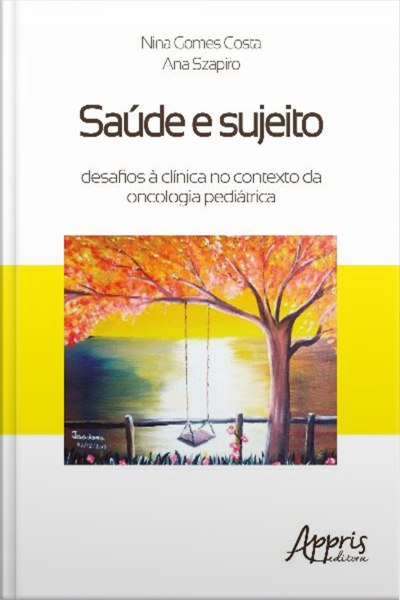 Nina Gomes Costa
Ana Szapiro
Saúde e sujeito
desafios à clínica no contexto da
oncologia pediátrica
Appris
editora